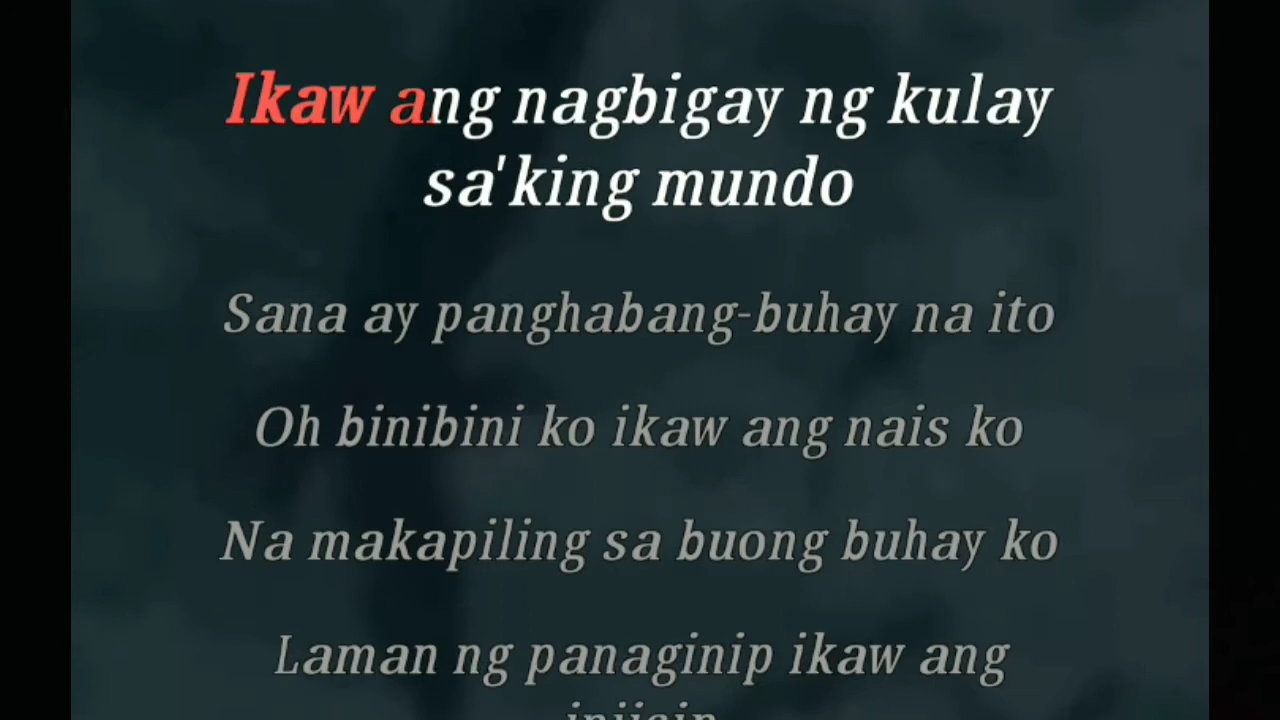 Ikaw ang nagbigay ng kulay
sa'king mundo
Sana ay panghabang-buhay na ito
Oh binibini ko ikaw ang nais ko
Na makapiling sa buong buhay ko
Laman ng panaginip ikaw ang